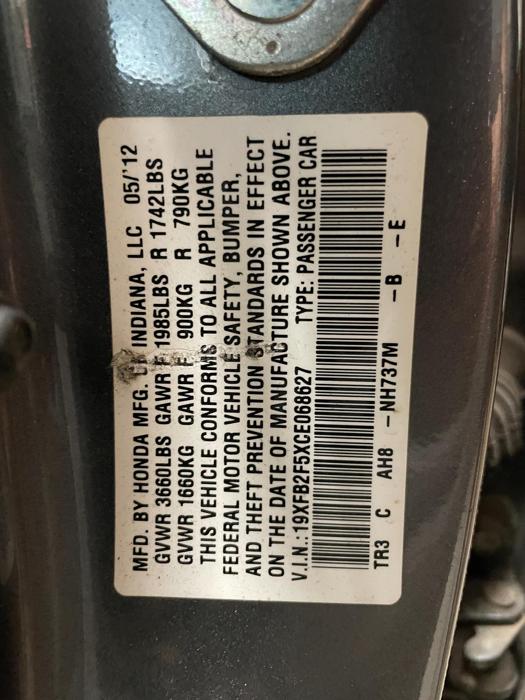 MFD. BY HONDA MFG. OF INDIANA, LLC 05/'12
GVWR 3660LBS GAWR F 1985LBS R 1742LBS
GVWR 1660KG GAWR F 900KG R 790KG
THIS VEHICLE CONFORMS TO ALL APPLICABLE
FEDERAL MOTOR VEHICLE SAFETY, BUMPER,
AND THEFT PREVENTION STANDARDS IN EFFECT
ON THE DATE OF MANUFACTURE SHOWN ABOVE.
V.I.N.:19XFB2F5XCE068627 TYPE: PASSENGER CAR
TR3 C AH8 -NH737M -B -E